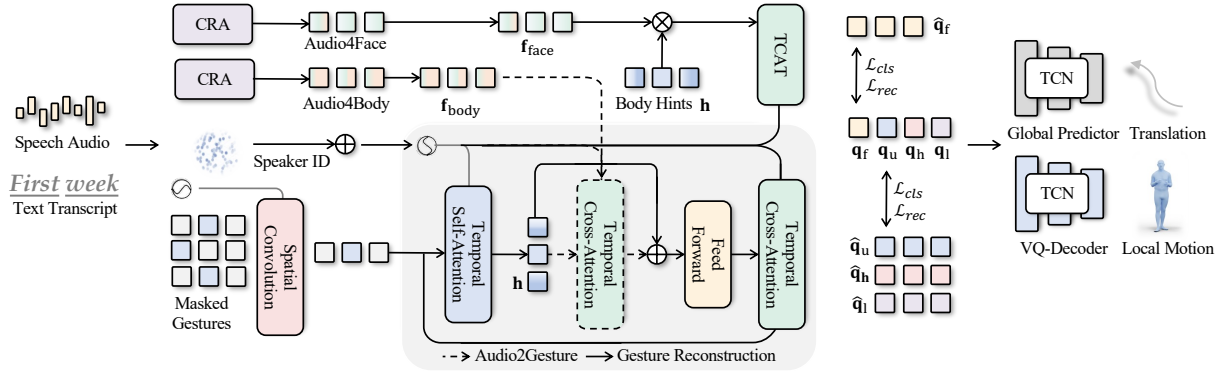 CRA
Audio4Face
f_face
TCAT
CRA
Audio4Body
f_body
Body Hints h
Speech Audio
Speaker ID
First week
Text Transcript
Masked
Gestures
Spatial
Convolution
Temporal
Self-Attention
h
Temporal
Cross-Attention
Feed
Forward
Temporal
Cross-Attention
Audio2Gesture
Gesture Reconstruction
q̂_f
ℒ_cls
ℒ_rec
q_f q_u q_h q_l
ℒ_cls
ℒ_rec
q̂_u
q̂_h
q̂_l
TCN
Global Predictor
Translation
TCN
VQ-Decoder
Local Motion